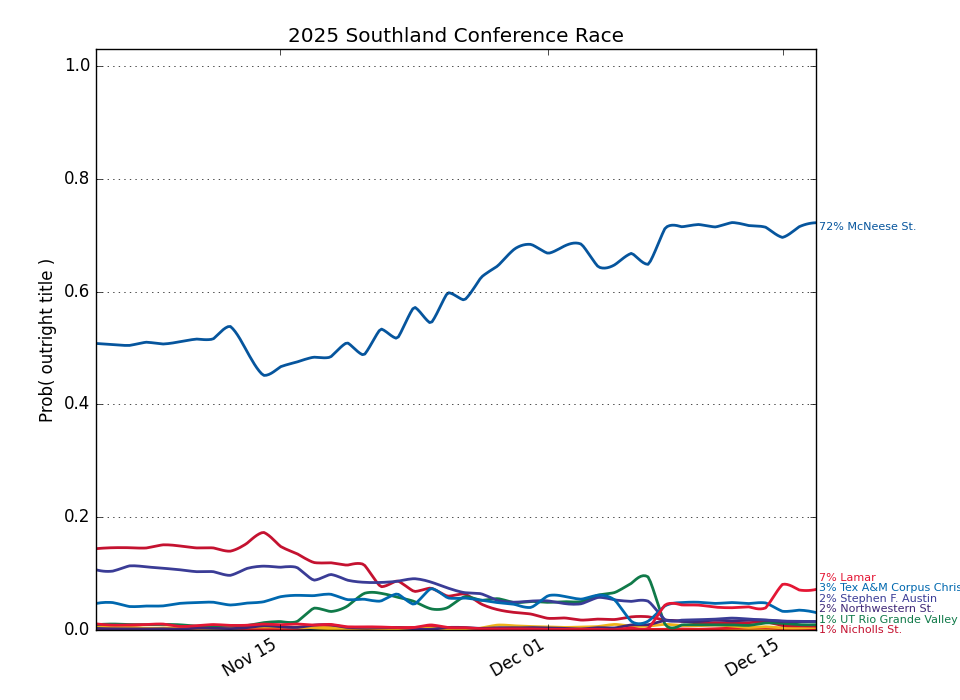 2025 Southland Conference Race
Prob( outright title )
1.0
0.8
0.6
0.4
0.2
0.0
Nov 15
Dec 01
Dec 15
72% McNeese St.
7% Lamar
3% Tex A&M Corpus Chris
2% Stephen F. Austin
2% Northwestern St.
1% UT Rio Grande Valley
1% Nicholls St.